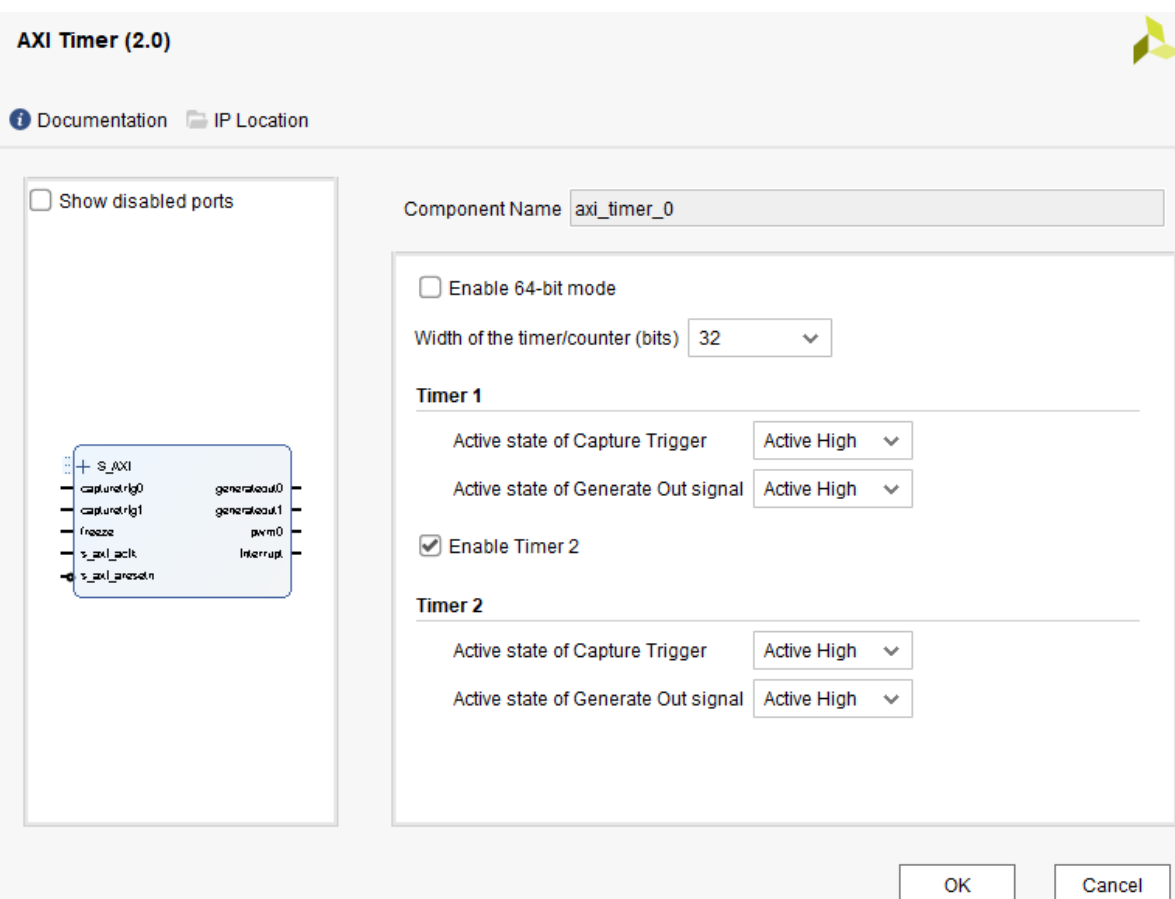 AXI Timer (2.0)
Documentation IP Location
Show disabled ports
S_AXI
capturetrig0 generateout0
capturetrig1 generateout1
freeze pwm0
s_axi_aclk interrupt
s_axi_aresetn
Component Name axi_timer_0
Enable 64-bit mode
Width of the timer/counter (bits) 32
Timer 1
Active state of Capture Trigger Active High
Active state of Generate Out signal Active High
Enable Timer 2
Timer 2
Active state of Capture Trigger Active High
Active state of Generate Out signal Active High
OK Cancel